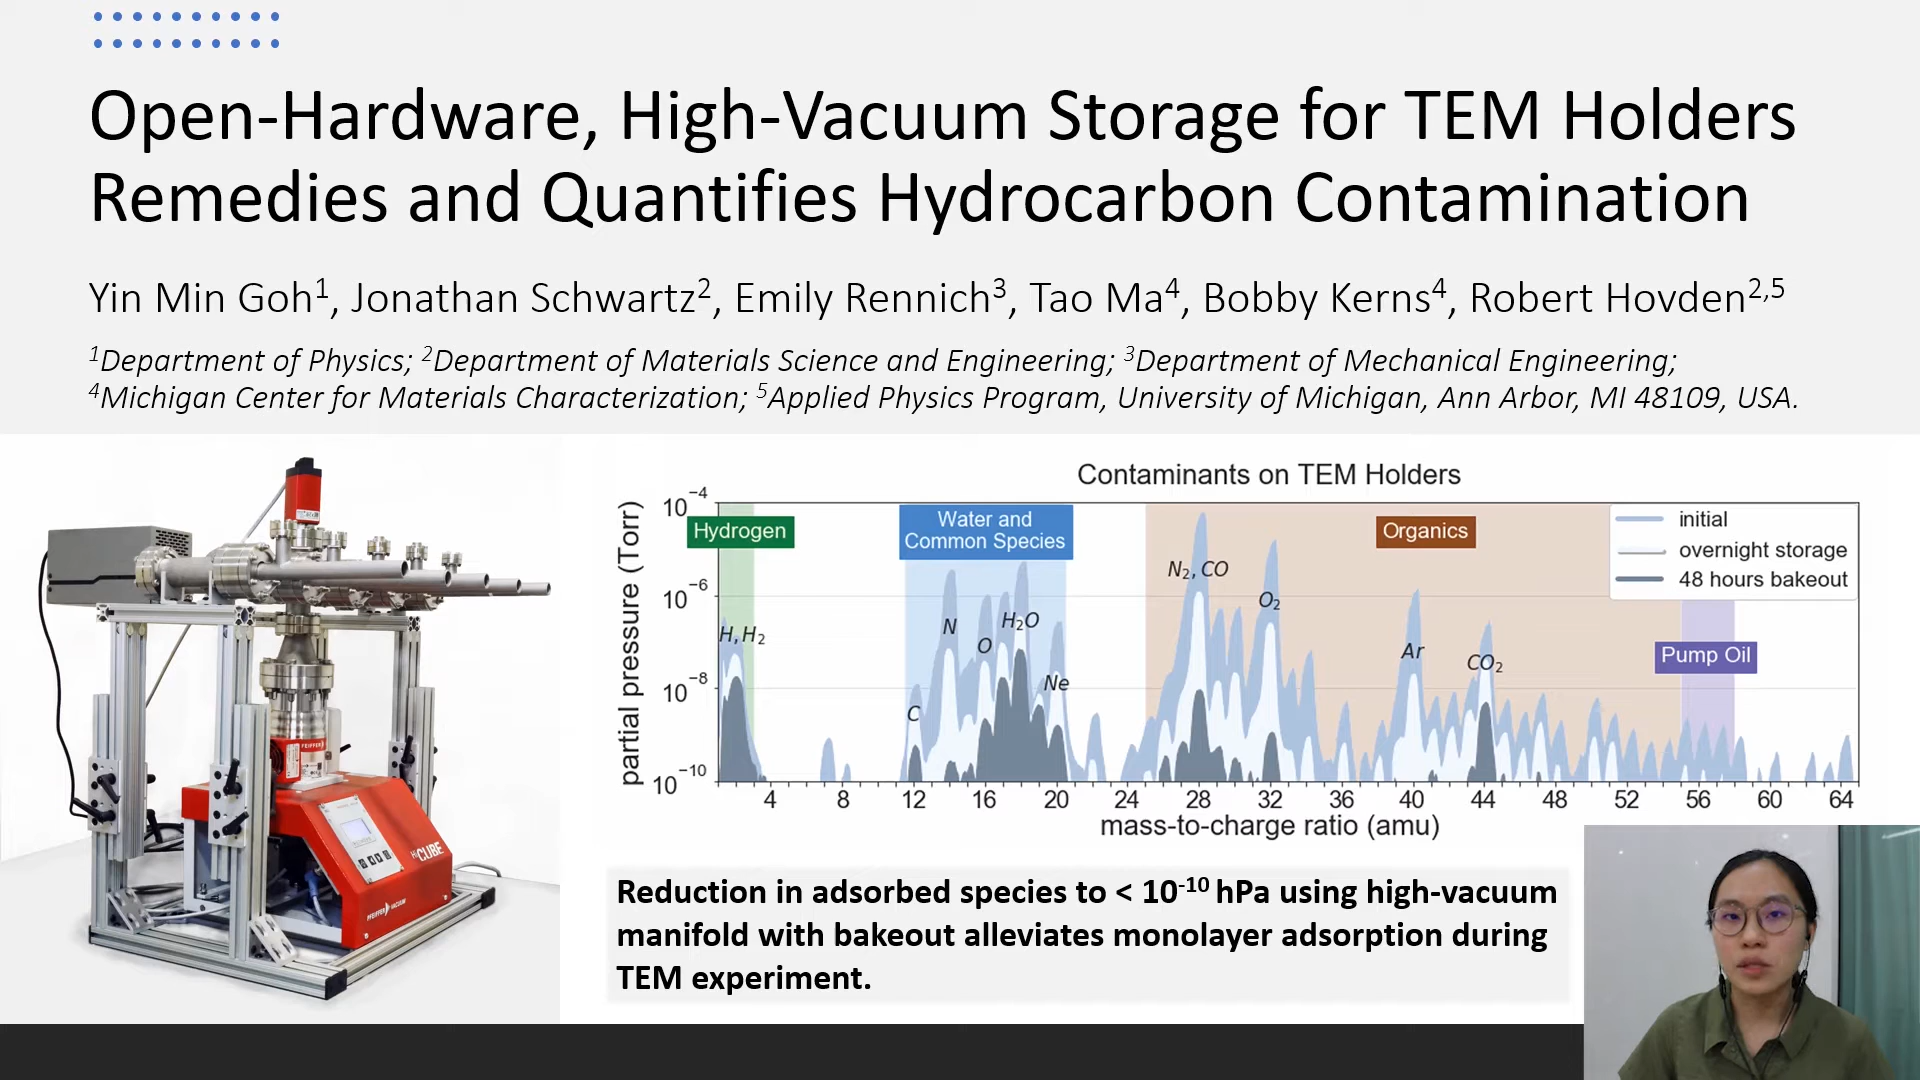 Open-Hardware, High-Vacuum Storage for TEM Holders
Remedies and Quantifies Hydrocarbon Contamination
Yin Min Goh¹, Jonathan Schwartz², Emily Rennich³, Tao Ma⁴, Bobby Kerns⁴, Robert Hovden²,⁵
¹Department of Physics; ²Department of Materials Science and Engineering; ³Department of Mechanical Engineering;
⁴Michigan Center for Materials Characterization; ⁵Applied Physics Program, University of Michigan, Ann Arbor, MI 48109, USA.
PFEIFFER
HiCUBE
PFEIFFER VACUUM
Contaminants on TEM Holders
partial pressure (Torr)
10⁻⁴
10⁻⁶
10⁻⁸
10⁻¹⁰
Hydrogen
Water and
Common Species
Organics
Pump Oil
initial
overnight storage
48 hours bakeout
H, H₂
C
N
O
H₂O
Ne
N₂, CO
O₂
Ar
CO₂
4 8 12 16 20 24 28 32 36 40 44 48 52 56 60 64
mass-to-charge ratio (amu)
Reduction in adsorbed species to < 10⁻¹⁰ hPa using high-vacuum
manifold with bakeout alleviates monolayer adsorption during
TEM experiment.